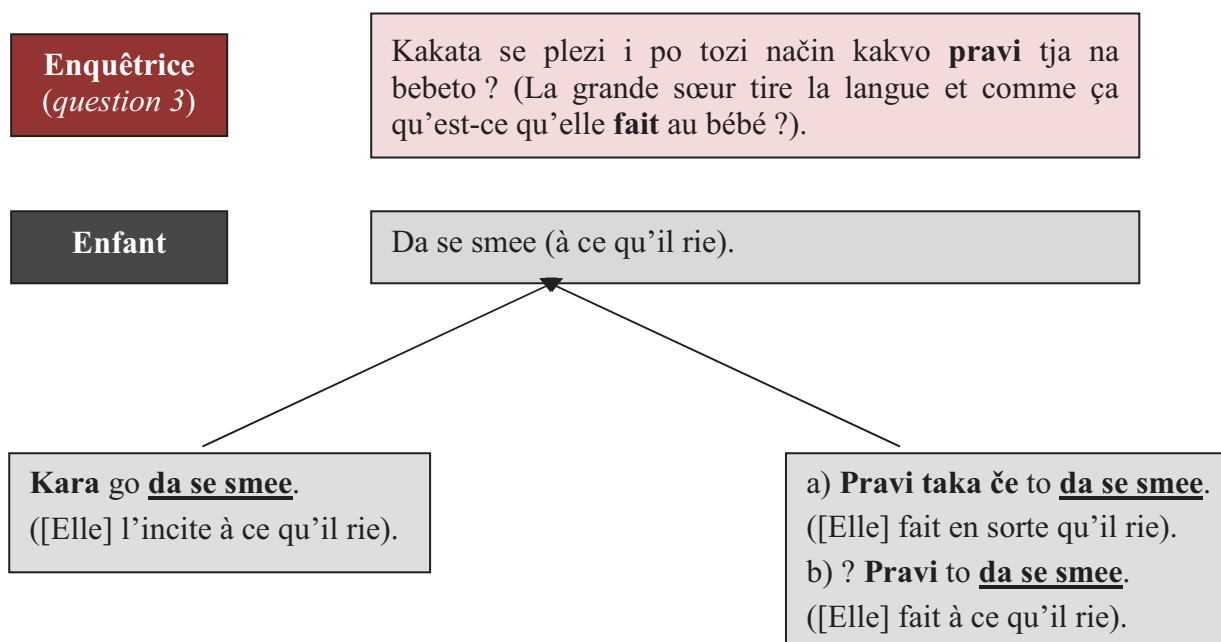 Enquêtrice
(question 3)
Kakata se plezi i po tozi način kakvo pravi tja na
bebeto ? (La grande sœur tire la langue et comme ça
qu’est-ce qu’elle fait au bébé ?).
Enfant
Da se smee (à ce qu’il rie).
Kara go da se smee.
([Elle] l’incite à ce qu’il rie).
a) Pravi taka če to da se smee.
([Elle] fait en sorte qu’il rie).
b) ? Pravi to da se smee.
([Elle] fait à ce qu’il rie).